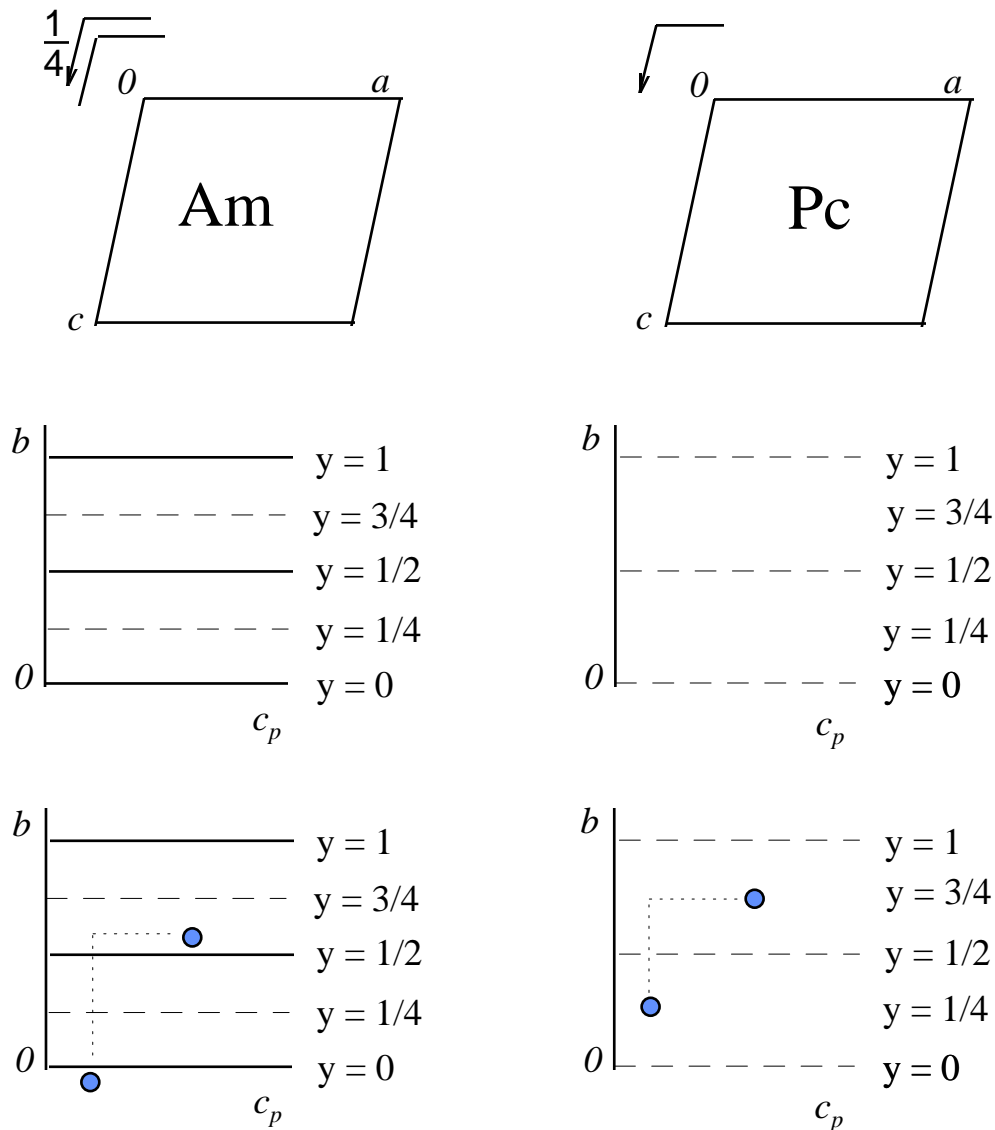 1/4
0 a
Am
c
0 a
Pc
c
b
y = 1
y = 3/4
y = 1/2
y = 1/4
0
y = 0
c_p
b
y = 1
y = 3/4
y = 1/2
y = 1/4
0
y = 0
c_p
b
y = 1
y = 3/4
y = 1/2
y = 1/4
0
y = 0
c_p
b
y = 1
y = 3/4
y = 1/2
y = 1/4
0
y = 0
c_p